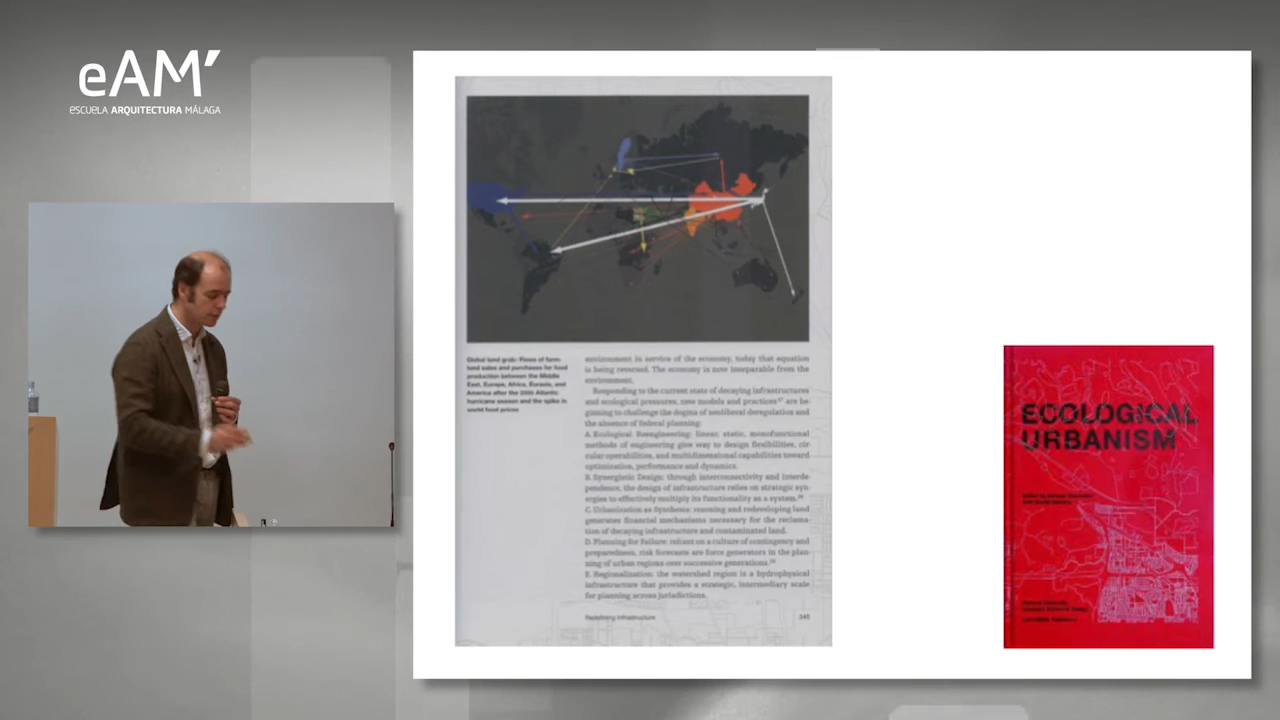 eAM'
ESCUELA ARQUITECTURA MÁLAGA
Global land grab: Flows of farm-
land sales and purchases for food
production between the Middle
East, Europe, Africa, Eurasia, and
America after the 2005 Atlantic
hurricane season and the spike in
world food prices
environment in service of the economy, today that equation
is being reversed. The economy is now inseparable from the
environment.
Responding to the current state of decaying infrastructures
and ecological pressures, new models and practices are be-
ginning to challenge the dogma of neoliberal deregulation and
the absence of federal planning:
A. Ecological Reengineering: linear, static, monofunctional
methods of engineering give way to design flexibilities, cir-
cular operabilities, and multidimensional capabilities toward
optimization, performance and dynamics.
B. Synergistic Design: through interconnectivity and interde-
pendence, the design of infrastructure relies on strategic syn-
ergies to effectively multiply its functionality as a system.
C. Urbanization as Synthesis: rezoning and redeveloping land
generates financial mechanisms necessary for the reclama-
tion of decaying infrastructure and contaminated land.
D. Planning for Failure: reliant on a culture of contingency and
preparedness, risk forecasts are force generators in the plan-
ning of urban regions over successive generations.
E. Regionalization: the watershed region is a hydrophysical
infrastructure that provides a strategic, intermediary scale
for planning across jurisdictions.
Redefining Infrastructure
345
ECOLOGICAL
URBANISM